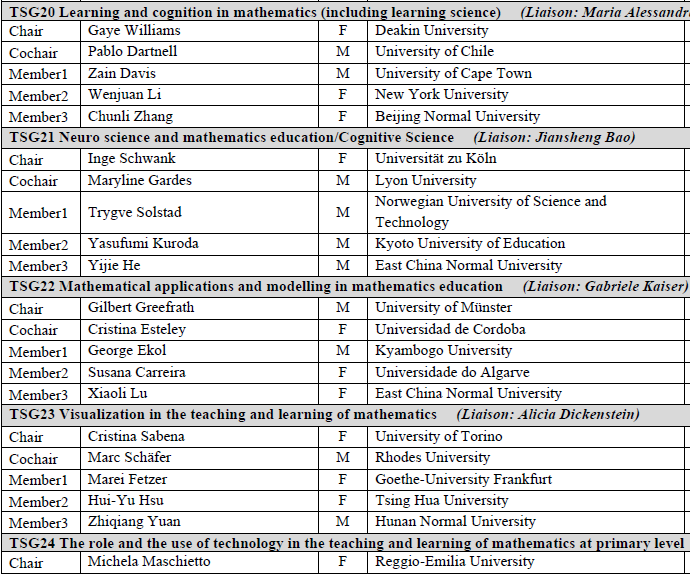 TSG20 Learning and cognition in mathematics (including learning science) (Liaison: Maria Alessandra
Chair Gaye Williams F Deakin University
Cochair Pablo Dartnell M University of Chile
Member1 Zain Davis M University of Cape Town
Member2 Wenjuan Li F New York University
Member3 Chunli Zhang F Beijing Normal University
TSG21 Neuro science and mathematics education/Cognitive Science (Liaison: Jiansheng Bao)
Chair Inge Schwank F Universität zu Köln
Cochair Maryline Gardes M Lyon University
Member1 Trygve Solstad M Norwegian University of Science and
Technology
Member2 Yasufumi Kuroda M Kyoto University of Education
Member3 Yijie He M East China Normal University
TSG22 Mathematical applications and modelling in mathematics education (Liaison: Gabriele Kaiser)
Chair Gilbert Greefrath M University of Münster
Cochair Cristina Esteley F Universidad de Cordoba
Member1 George Ekol M Kyambogo University
Member2 Susana Carreira F Universidade do Algarve
Member3 Xiaoli Lu F East China Normal University
TSG23 Visualization in the teaching and learning of mathematics (Liaison: Alicia Dickenstein)
Chair Cristina Sabena F University of Torino
Cochair Marc Schäfer M Rhodes University
Member1 Marei Fetzer F Goethe-University Frankfurt
Member2 Hui-Yu Hsu F Tsing Hua University
Member3 Zhiqiang Yuan M Hunan Normal University
TSG24 The role and the use of technology in the teaching and learning of mathematics at primary level
Chair Michela Maschietto F Reggio-Emilia University